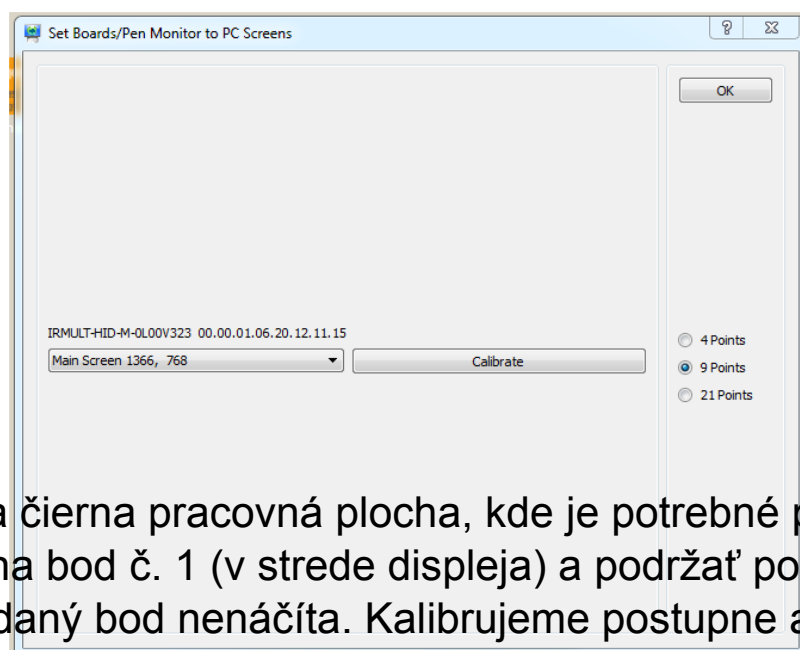 Set Boards/Pen Monitor to PC Screens
OK
IRMULT-HID-M-0L00V323 00.00.01.06.20.12.11.15
Main Screen 1366, 768
Calibrate
4 Points
9 Points
21 Points
čierna pracovná plocha, kde je potrebné
na bod č. 1 (v strede displeja) a podržať
daný bod nenáčíta. Kalibrujeme postupne